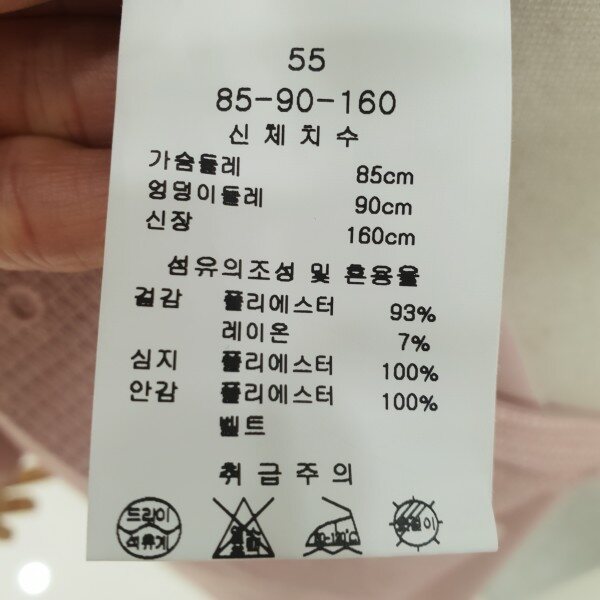 55
85-90-160
신체치수
가슴둘레 85cm
엉덩이둘레 90cm
신장 160cm
섬유의조성 및 혼용율
겉감 폴리에스터 93%
레이온 7%
심지 폴리에스터 100%
안감 폴리에스터 100%
벨트
취급주의
드라이
석유계